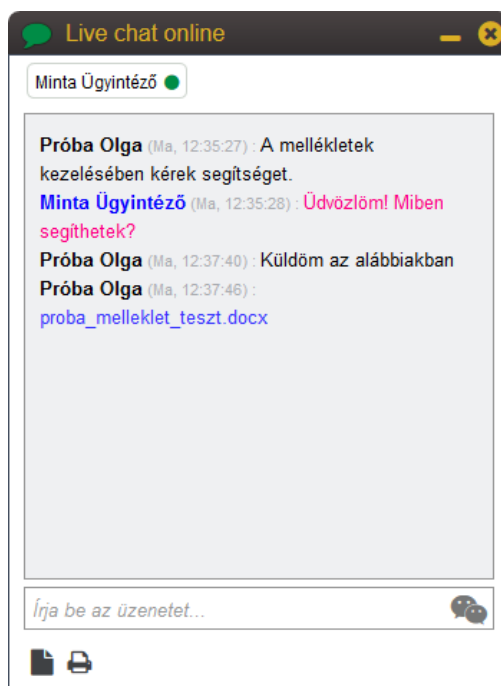 Live chat online
Minta Ügyintéző
Próba Olga (Ma, 12:35:27) : A mellékletek
kezelésében kérek segítséget.
Minta Ügyintéző (Ma, 12:35:28) : Üdvözlöm! Miben
segíthetek?
Próba Olga (Ma, 12:37:40) : Küldöm az alábbiakban
Próba Olga (Ma, 12:37:46) :
proba_melleklet_teszt.docx
Írja be az üzenetet...